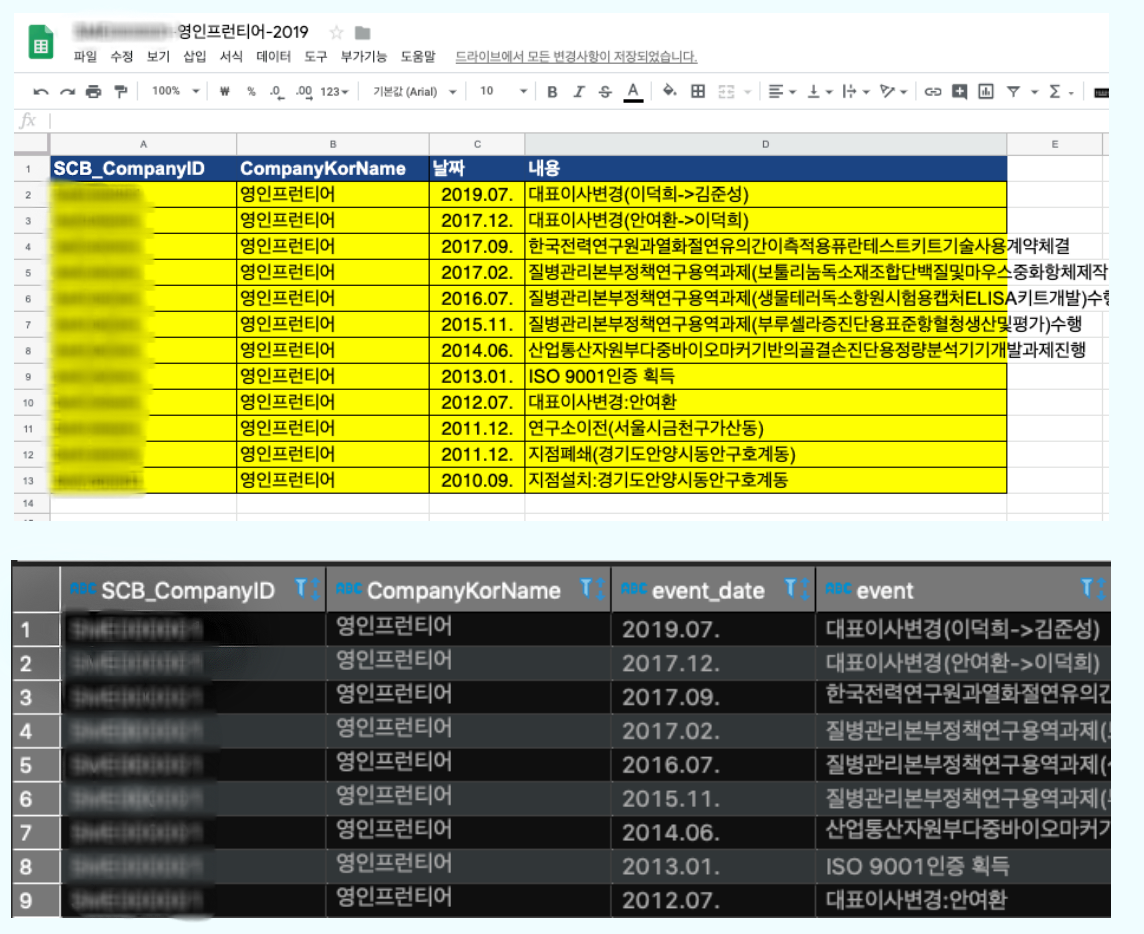 -영인프런티어-2019
파일 수정 보기 삽입 서식 데이터 도구 부가기능 도움말 드라이브에서 모든 변경사항이 저장되었습니다.
100% ₩ % .0 .00 123 기본값 (Arial) 10 B I S A
fx
A B C D E
1 SCB_CompanyID CompanyKorName 날짜 내용
2 영인프런티어 2019.07. 대표이사변경(이덕희->김준성)
3 영인프런티어 2017.12. 대표이사변경(안여환->이덕희)
4 영인프런티어 2017.09. 한국전력연구원과열화절연유의간이측적용퓨란테스트키트기술사용계약체결
5 영인프런티어 2017.02. 질병관리본부정책연구용역과제(보툴리눔독소재조합단백질및마우스중화항체제작
6 영인프런티어 2016.07. 질병관리본부정책연구용역과제(생물테러독소항원시험용캡처ELISA키트개발)수행
7 영인프런티어 2015.11. 질병관리본부정책연구용역과제(부루셀라증진단용표준항혈청생산및평가)수행
8 영인프런티어 2014.06. 산업통산자원부다중바이오마커기반의골결손진단용정량분석기기개발과제진행
9 영인프런티어 2013.01. ISO 9001인증 획득
10 영인프런티어 2012.07. 대표이사변경:안여환
11 영인프런티어 2011.12. 연구소이전(서울시금천구가산동)
12 영인프런티어 2011.12. 지점폐쇄(경기도안양시동안구호계동)
13 영인프런티어 2010.09. 지점설치:경기도안양시동안구호계동
14
ABC SCB_CompanyID ABC CompanyKorName ABC event_date ABC event
1 영인프런티어 2019.07. 대표이사변경(이덕희->김준성)
2 영인프런티어 2017.12. 대표이사변경(안여환->이덕희)
3 영인프런티어 2017.09. 한국전력연구원과열화절연유의간
4 영인프런티어 2017.02. 질병관리본부정책연구용역과제(
5 영인프런티어 2016.07. 질병관리본부정책연구용역과제(
6 영인프런티어 2015.11. 질병관리본부정책연구용역과제(
7 영인프런티어 2014.06. 산업통산자원부다중바이오마커기
8 영인프런티어 2013.01. ISO 9001인증 획득
9 영인프런티어 2012.07. 대표이사변경:안여환